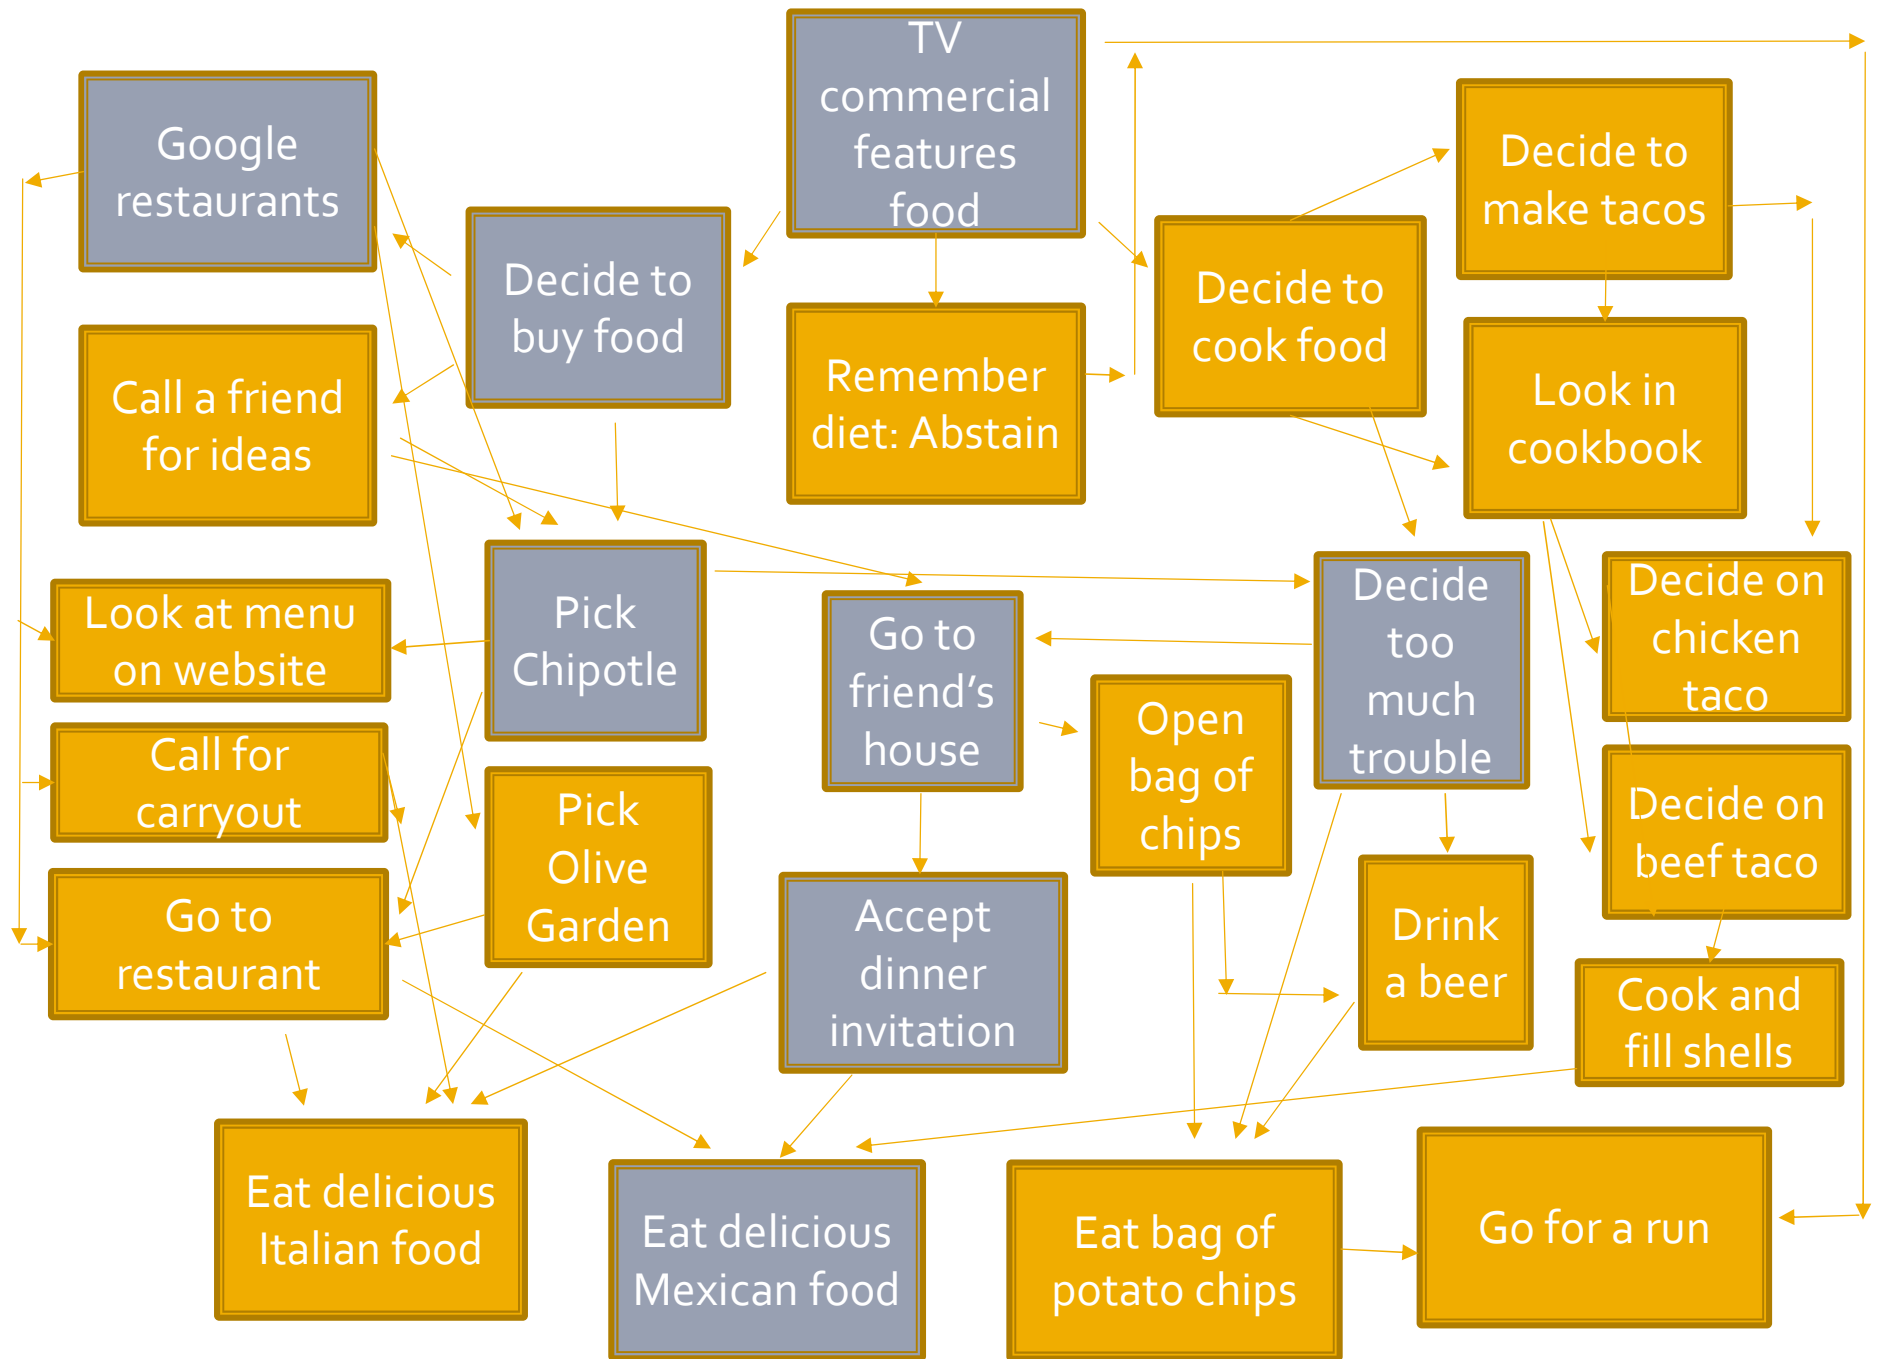 TV
commercial
features
food
Google
restaurants
Decide to
make tacos
Decide to
buy food
Decide to
cook food
Remember
diet: Abstain
Call a friend
for ideas
Look in
cookbook
Look at menu
on website
Pick
Chipotle
Go to
friend’s
house
Decide
too
much
trouble
Decide on
chicken
taco
Open
bag of
chips
Call for
carryout
Pick
Olive
Garden
Decide on
beef taco
Go to
restaurant
Accept
dinner
invitation
Drink
a beer
Cook and
fill shells
Eat delicious
Italian food
Eat delicious
Mexican food
Eat bag of
potato chips
Go for a run